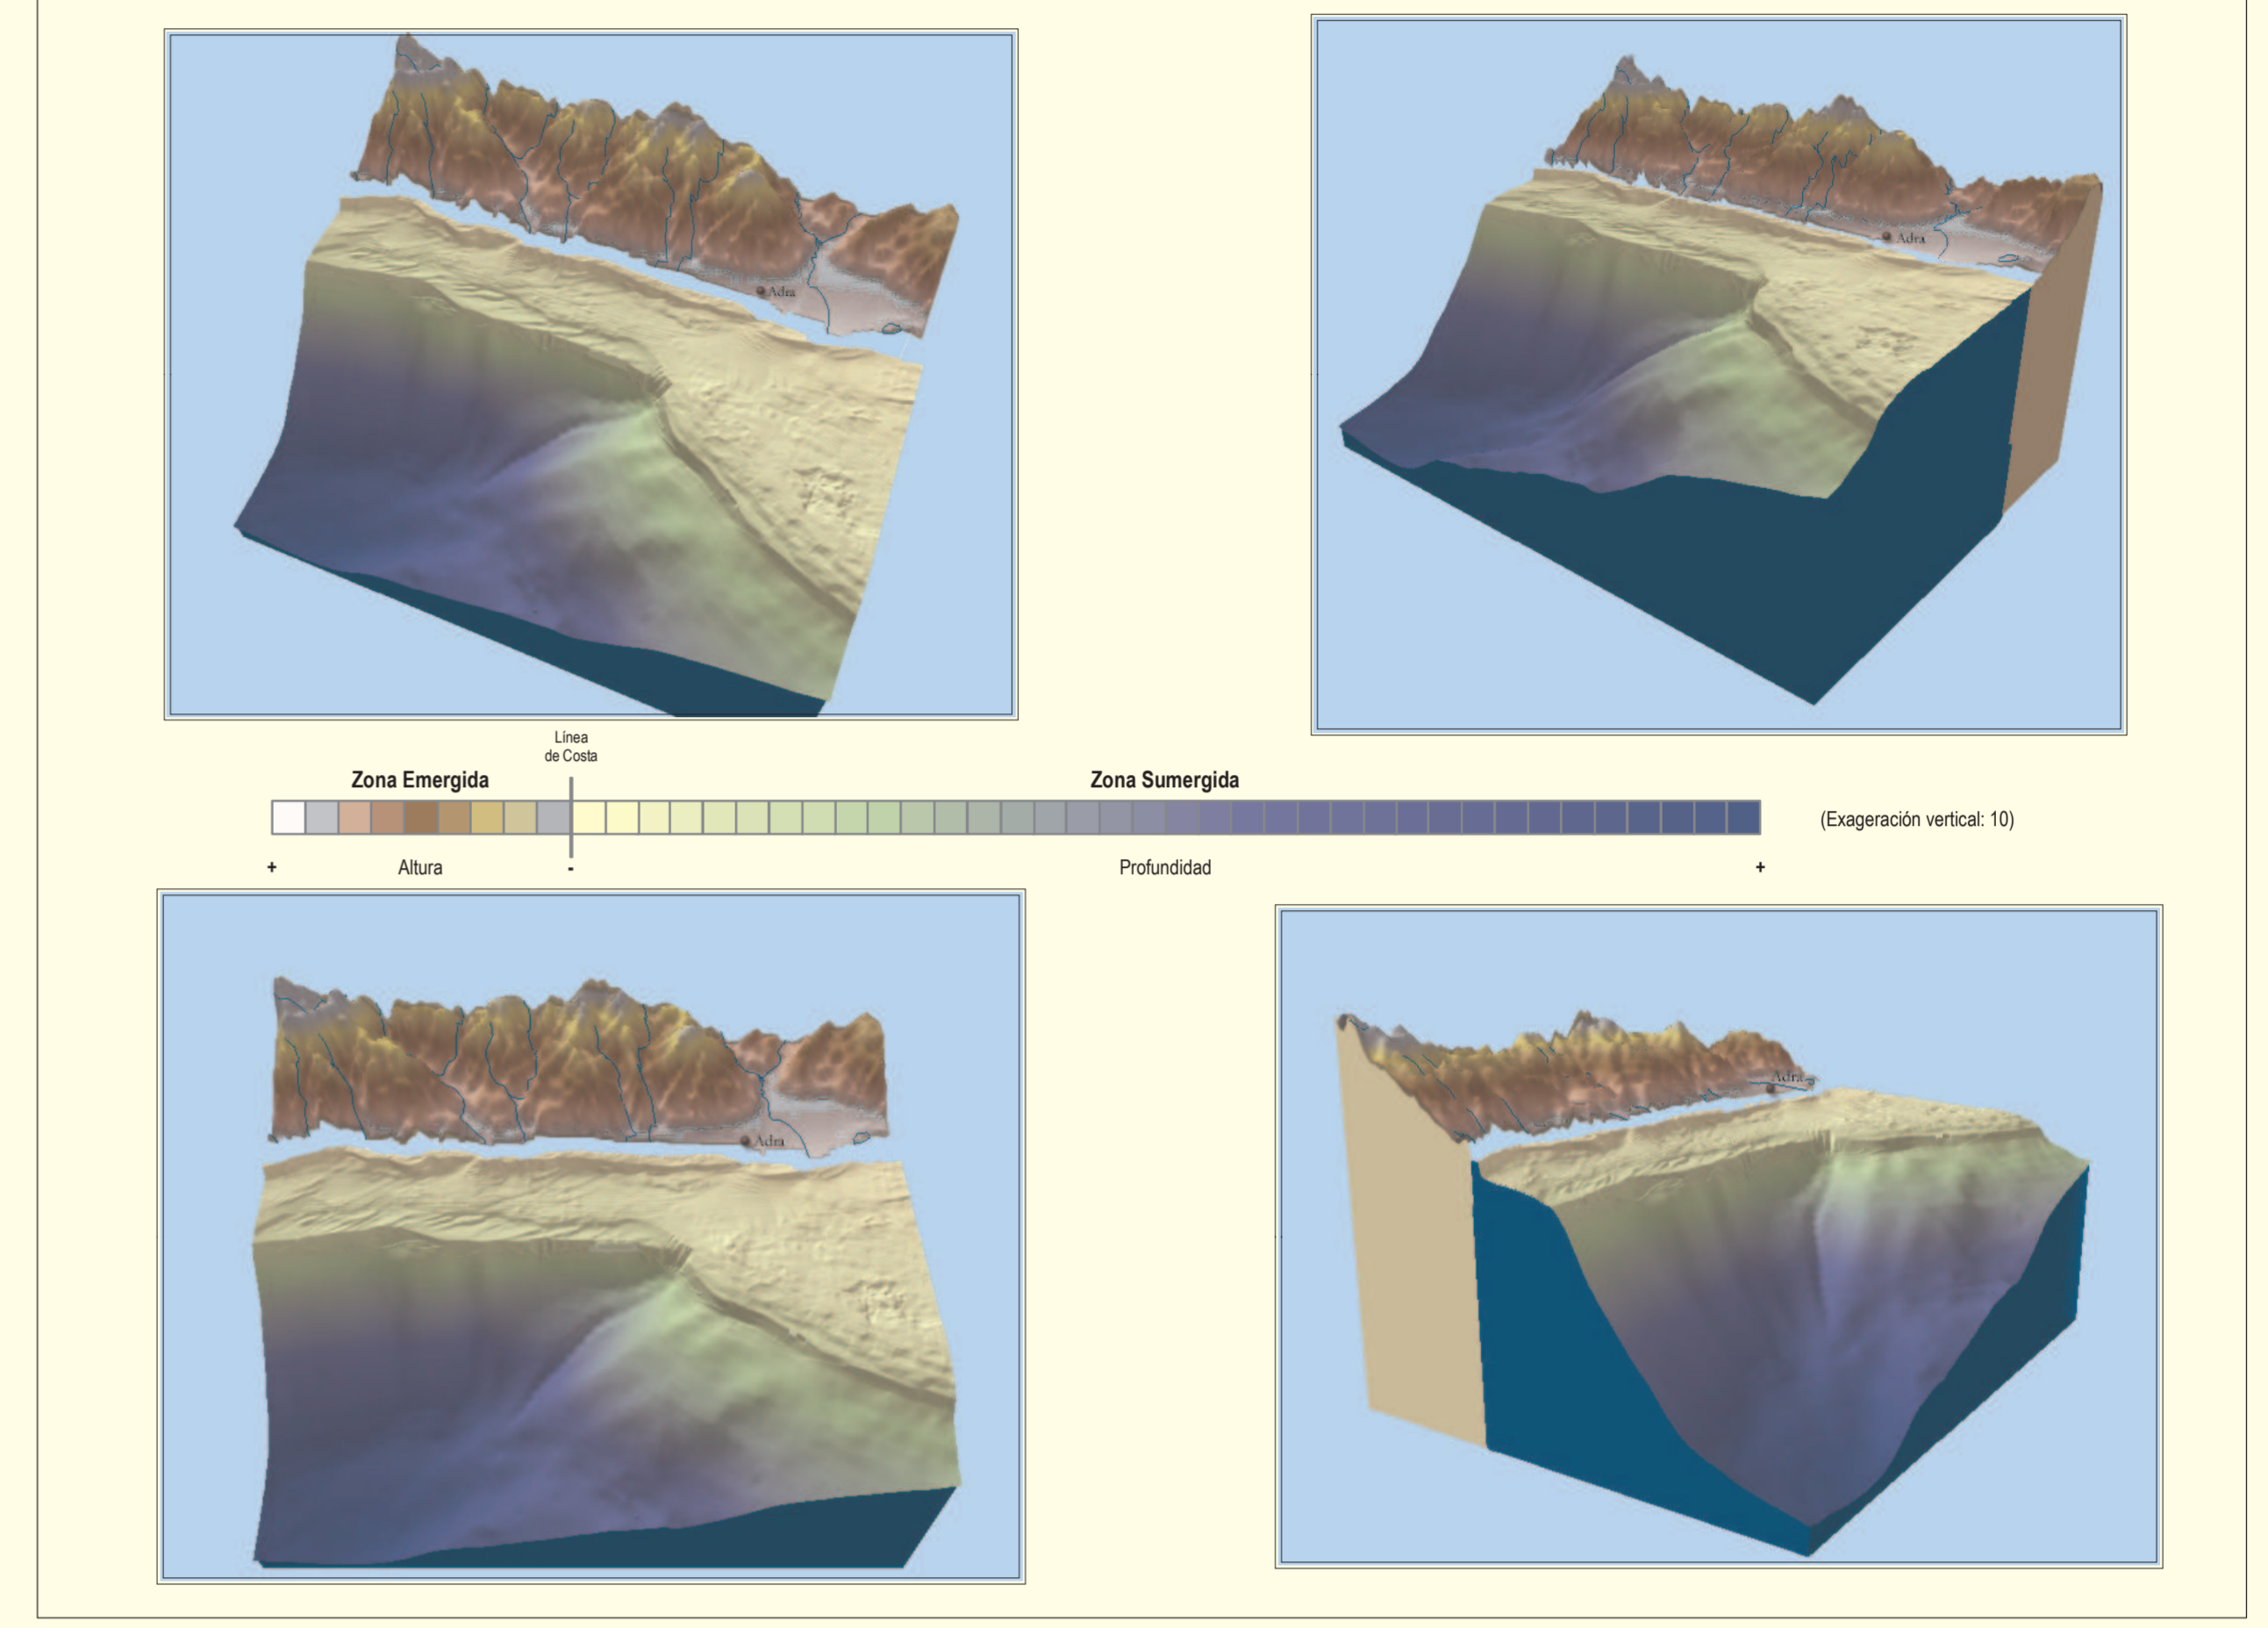 Adra
Adra
Línea
de Costa
Zona Emergida
Zona Sumergida
(Exageración vertical: 10)
+ Altura - Profundidad +
Adra
Adra